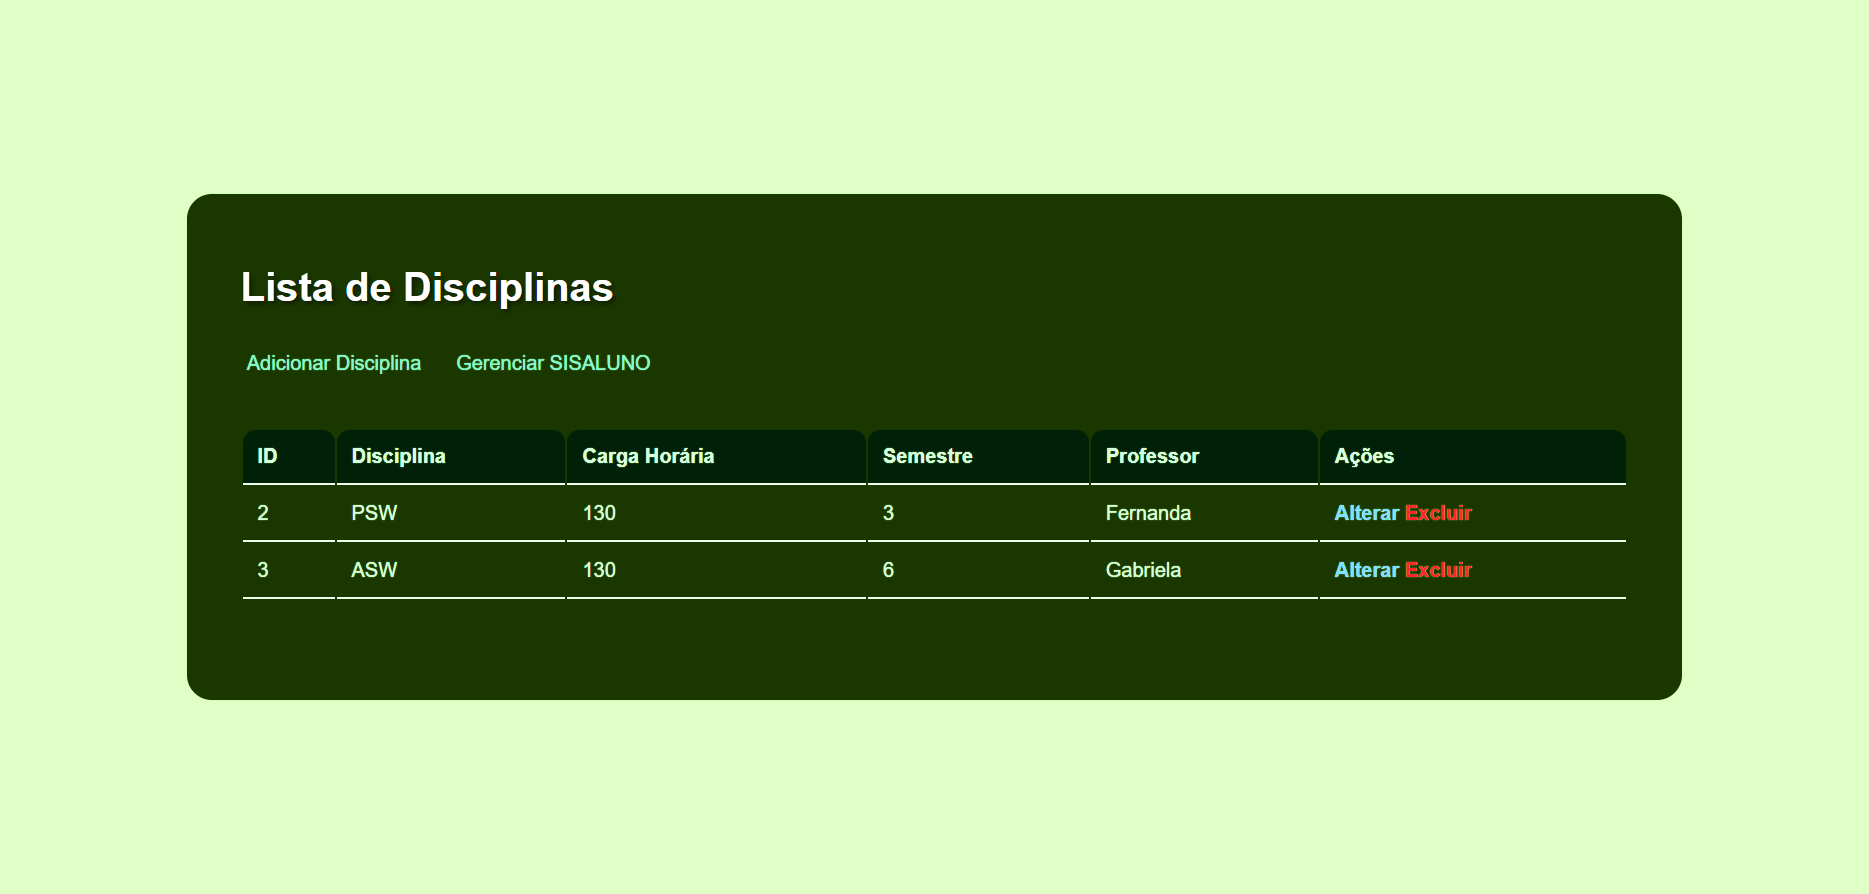 Lista de Disciplinas
Adicionar Disciplina Gerenciar SISALUNO
ID Disciplina Carga Horária Semestre Professor Ações
2 PSW 130 3 Fernanda Alterar Excluir
3 ASW 130 6 Gabriela Alterar Excluir